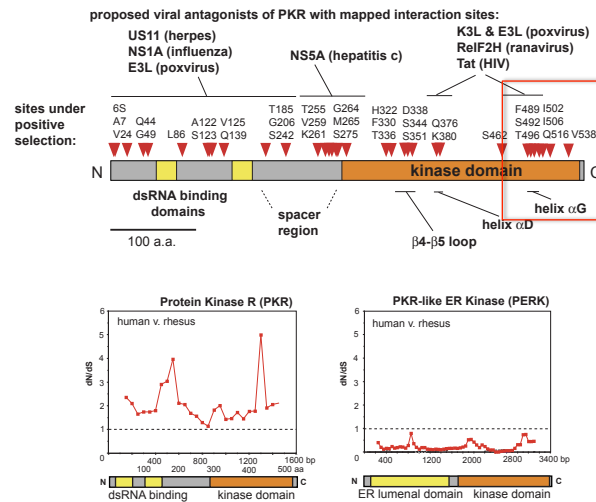 proposed viral antagonists of PKR with mapped interaction sites:
US11 (herpes)
NS1A (influenza)
E3L (poxvirus)
NS5A (hepatitis c)
K3L & E3L (poxvirus)
RelF2H (ranavirus)
Tat (HIV)
sites under
positive
selection:
6S
A7 Q44
V24 Q49
L86
A122 V125
S123 Q139
T185
G206
S242
T255 G264
V259 M265
K261 S275
H322 D338
F330 S344 Q376
T336 S351 K380
S462
F489 I502
S492 I506
T496 Q516 V538
N
kinase domain
C
dsRNA binding
domains
spacer
region
β4-β5 loop
helix αD
helix αG
100 a.a.
Protein Kinase R (PKR)
human v. rhesus
dN/dS
6
5
4
3
2
1
0
400 800 1200 1600 bp
N 100 200 300 400 500 aa C
dsRNA binding kinase domain
PKR-like ER Kinase (PERK)
human v. rhesus
dN/dS
6
5
4
3
2
1
0
400 1200 2000 2800 3400 bp
N C
ER lumenal domain kinase domain